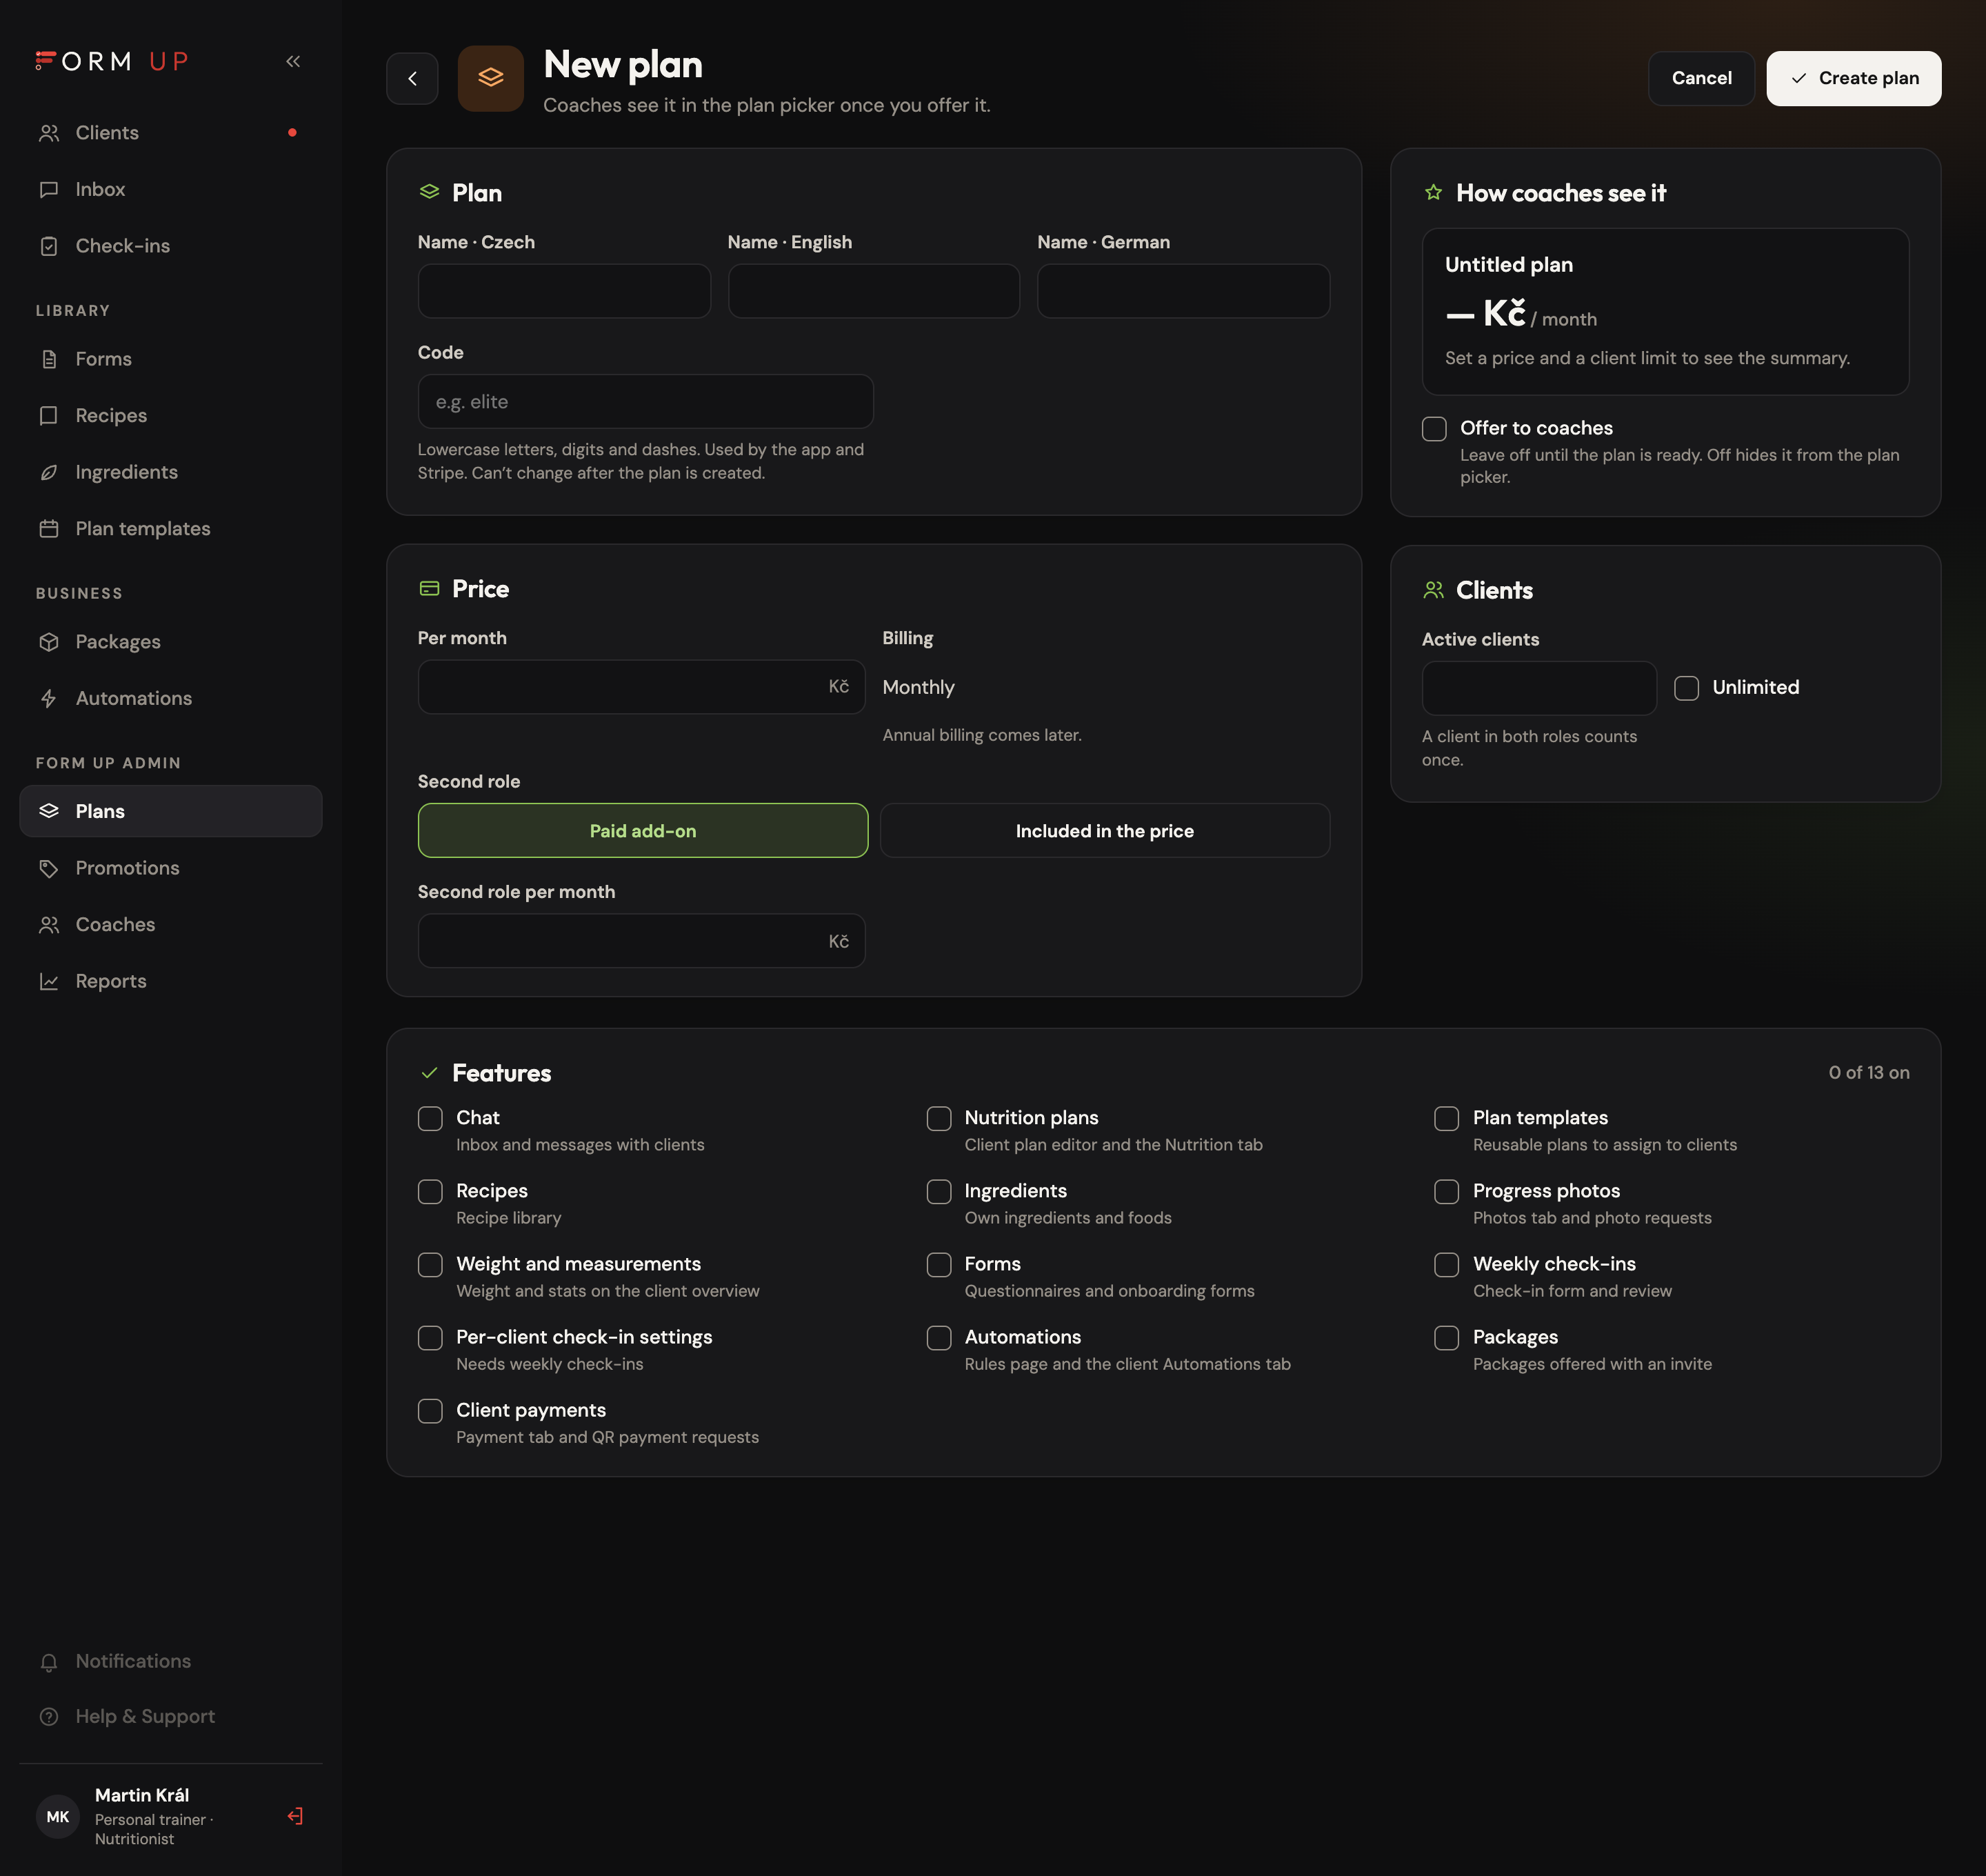 FORM UP
Clients
Inbox
Check-ins
LIBRARY
Forms
Recipes
Ingredients
Plan templates
BUSINESS
Packages
Automations
FORM UP ADMIN
Plans
Promotions
Coaches
Reports
Notifications
Help & Support
MK
Martin Král
Personal trainer ·
Nutritionist
New plan
Coaches see it in the plan picker once you offer it.
Cancel
Create plan
Plan
Name · Czech
Name · English
Name · German
Code
e.g. elite
Lowercase letters, digits and dashes. Used by the app and
Stripe. Can’t change after the plan is created.
How coaches see it
Untitled plan
— Kč / month
Set a price and a client limit to see the summary.
Offer to coaches
Leave off until the plan is ready. Off hides it from the plan
picker.
Price
Per month
Kč
Billing
Monthly
Annual billing comes later.
Second role
Paid add-on
Included in the price
Second role per month
Kč
Clients
Active clients
Unlimited
A client in both roles counts
once.
Features
0 of 13 on
Chat
Inbox and messages with clients
Nutrition plans
Client plan editor and the Nutrition tab
Plan templates
Reusable plans to assign to clients
Recipes
Recipe library
Ingredients
Own ingredients and foods
Progress photos
Photos tab and photo requests
Weight and measurements
Weight and stats on the client overview
Forms
Questionnaires and onboarding forms
Weekly check-ins
Check-in form and review
Per-client check-in settings
Needs weekly check-ins
Automations
Rules page and the client Automations tab
Packages
Packages offered with an invite
Client payments
Payment tab and QR payment requests